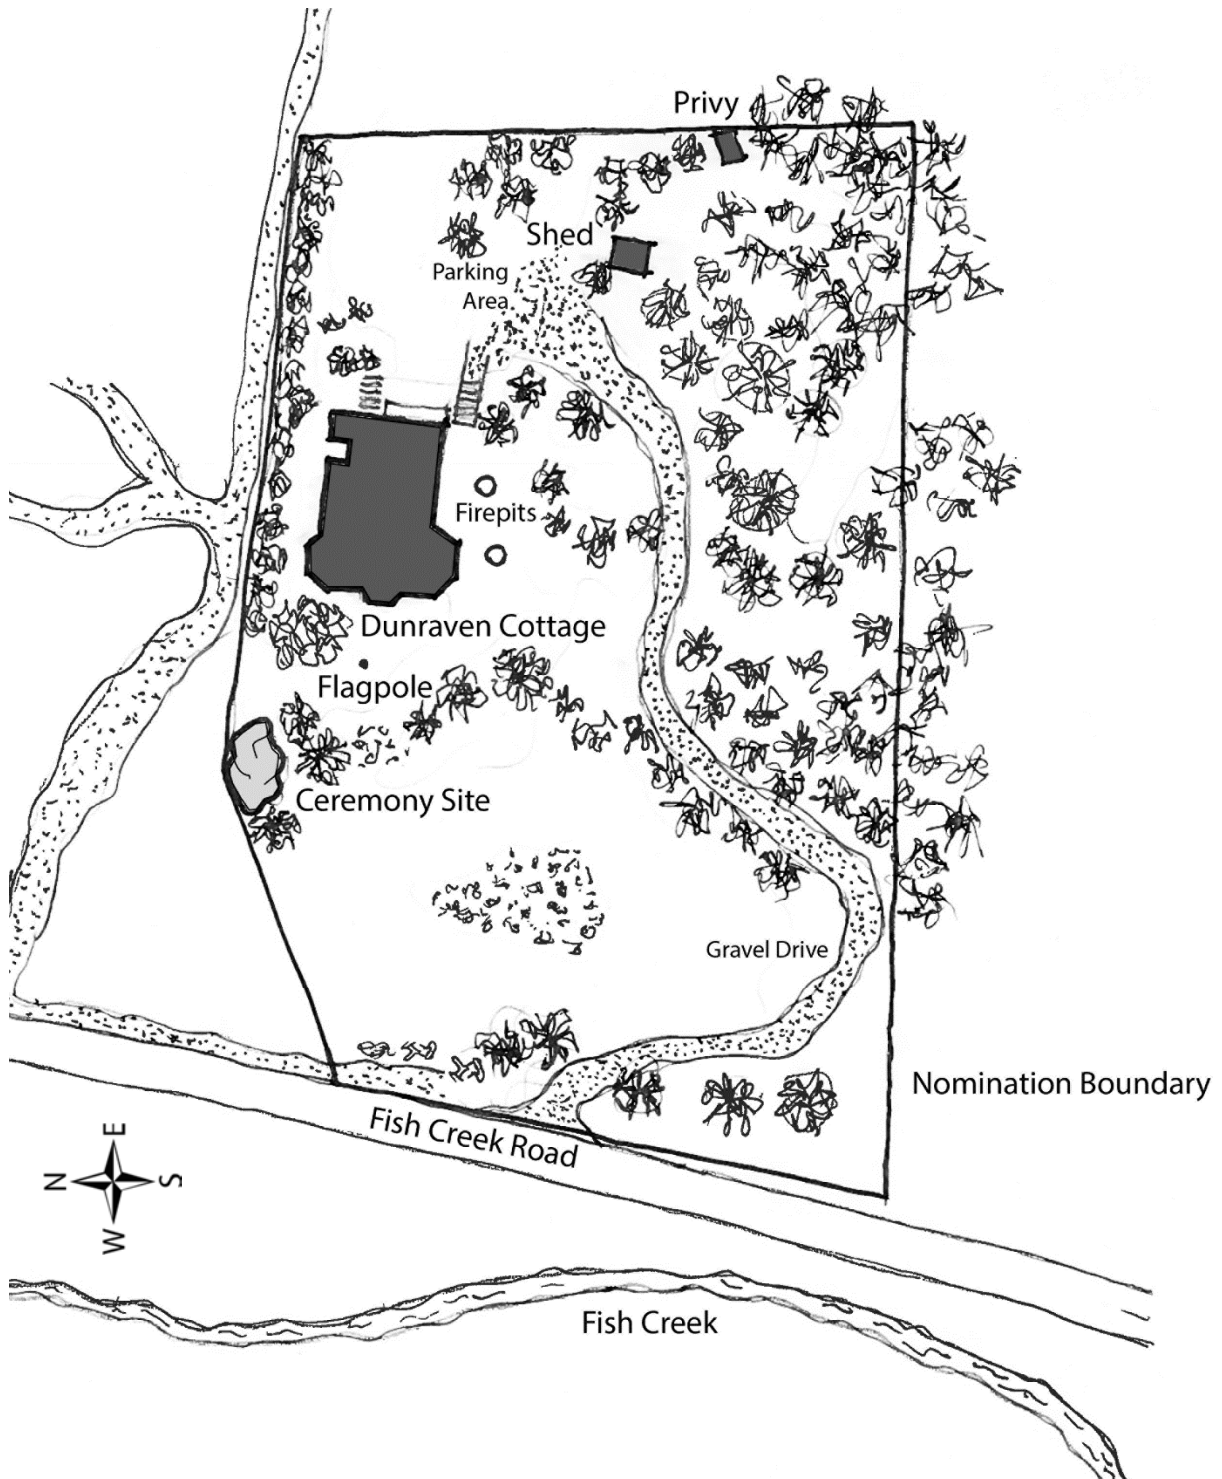 Privy
Shed
Parking
Area
Firepits
Dunraven Cottage
Flagpole
Ceremony Site
Gravel Drive
Nomination Boundary
Fish Creek Road
E
N
S
W
Fish Creek